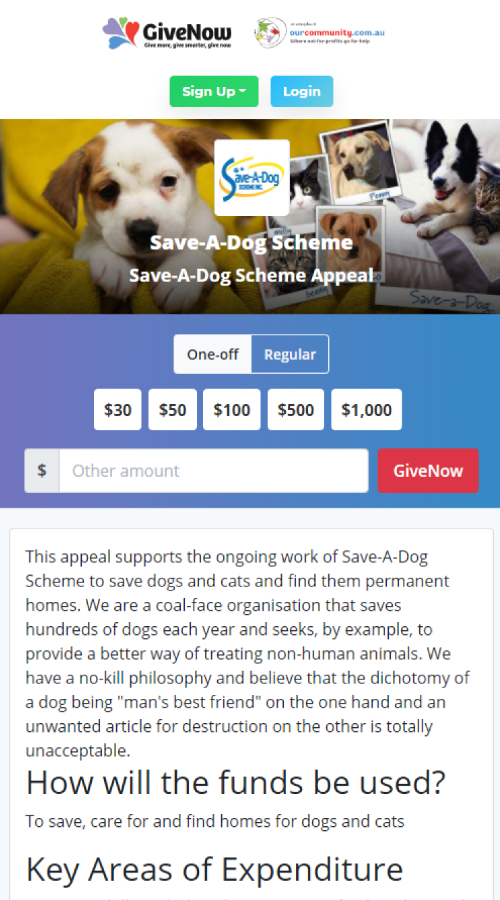 GiveNow
Give more, give smarter, give now
ourcommunity.com.au
Where not-for-profits go for help
Sign Up
Login
Save-A-Dog
SCHEME INC.
Penny
milly
Save-A-Dog Scheme
Save-A-Dog Scheme Appeal
Save-a-Dog
One-off
Regular
$30
$50
$100
$500
$1,000
$
Other amount
GiveNow
This appeal supports the ongoing work of Save-A-Dog
Scheme to save dogs and cats and find them permanent
homes. We are a coal-face organisation that saves
hundreds of dogs each year and seeks, by example, to
provide a better way of treating non-human animals. We
have a no-kill philosophy and believe that the dichotomy of
a dog being "man's best friend" on the one hand and an
unwanted article for destruction on the other is totally
unacceptable.
How will the funds be used?
To save, care for and find homes for dogs and cats
Key Areas of Expenditure